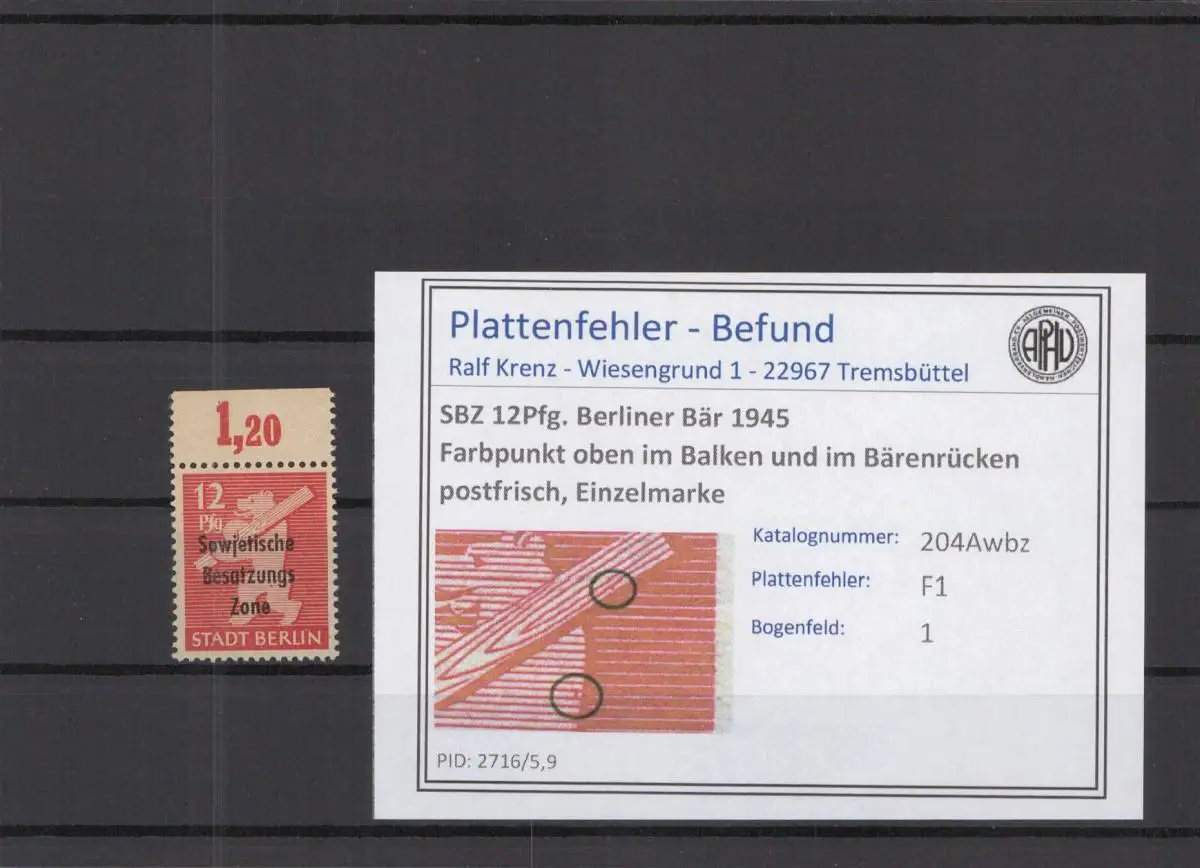 1,20
12
Pfg
Sowjetische
Besatzungs
Zone
STADT BERLIN
Plattenfehler - Befund
Ralf Krenz - Wiesengrund 1 - 22967 Tremsbüttel
APHV
SBZ 12Pfg. Berliner Bär 1945
Farbpunkt oben im Balken und im Bärenrücken
postfrisch, Einzelmarke
Katalognummer: 204Awbz
Plattenfehler: F1
Bogenfeld: 1
PID: 2716/5,9